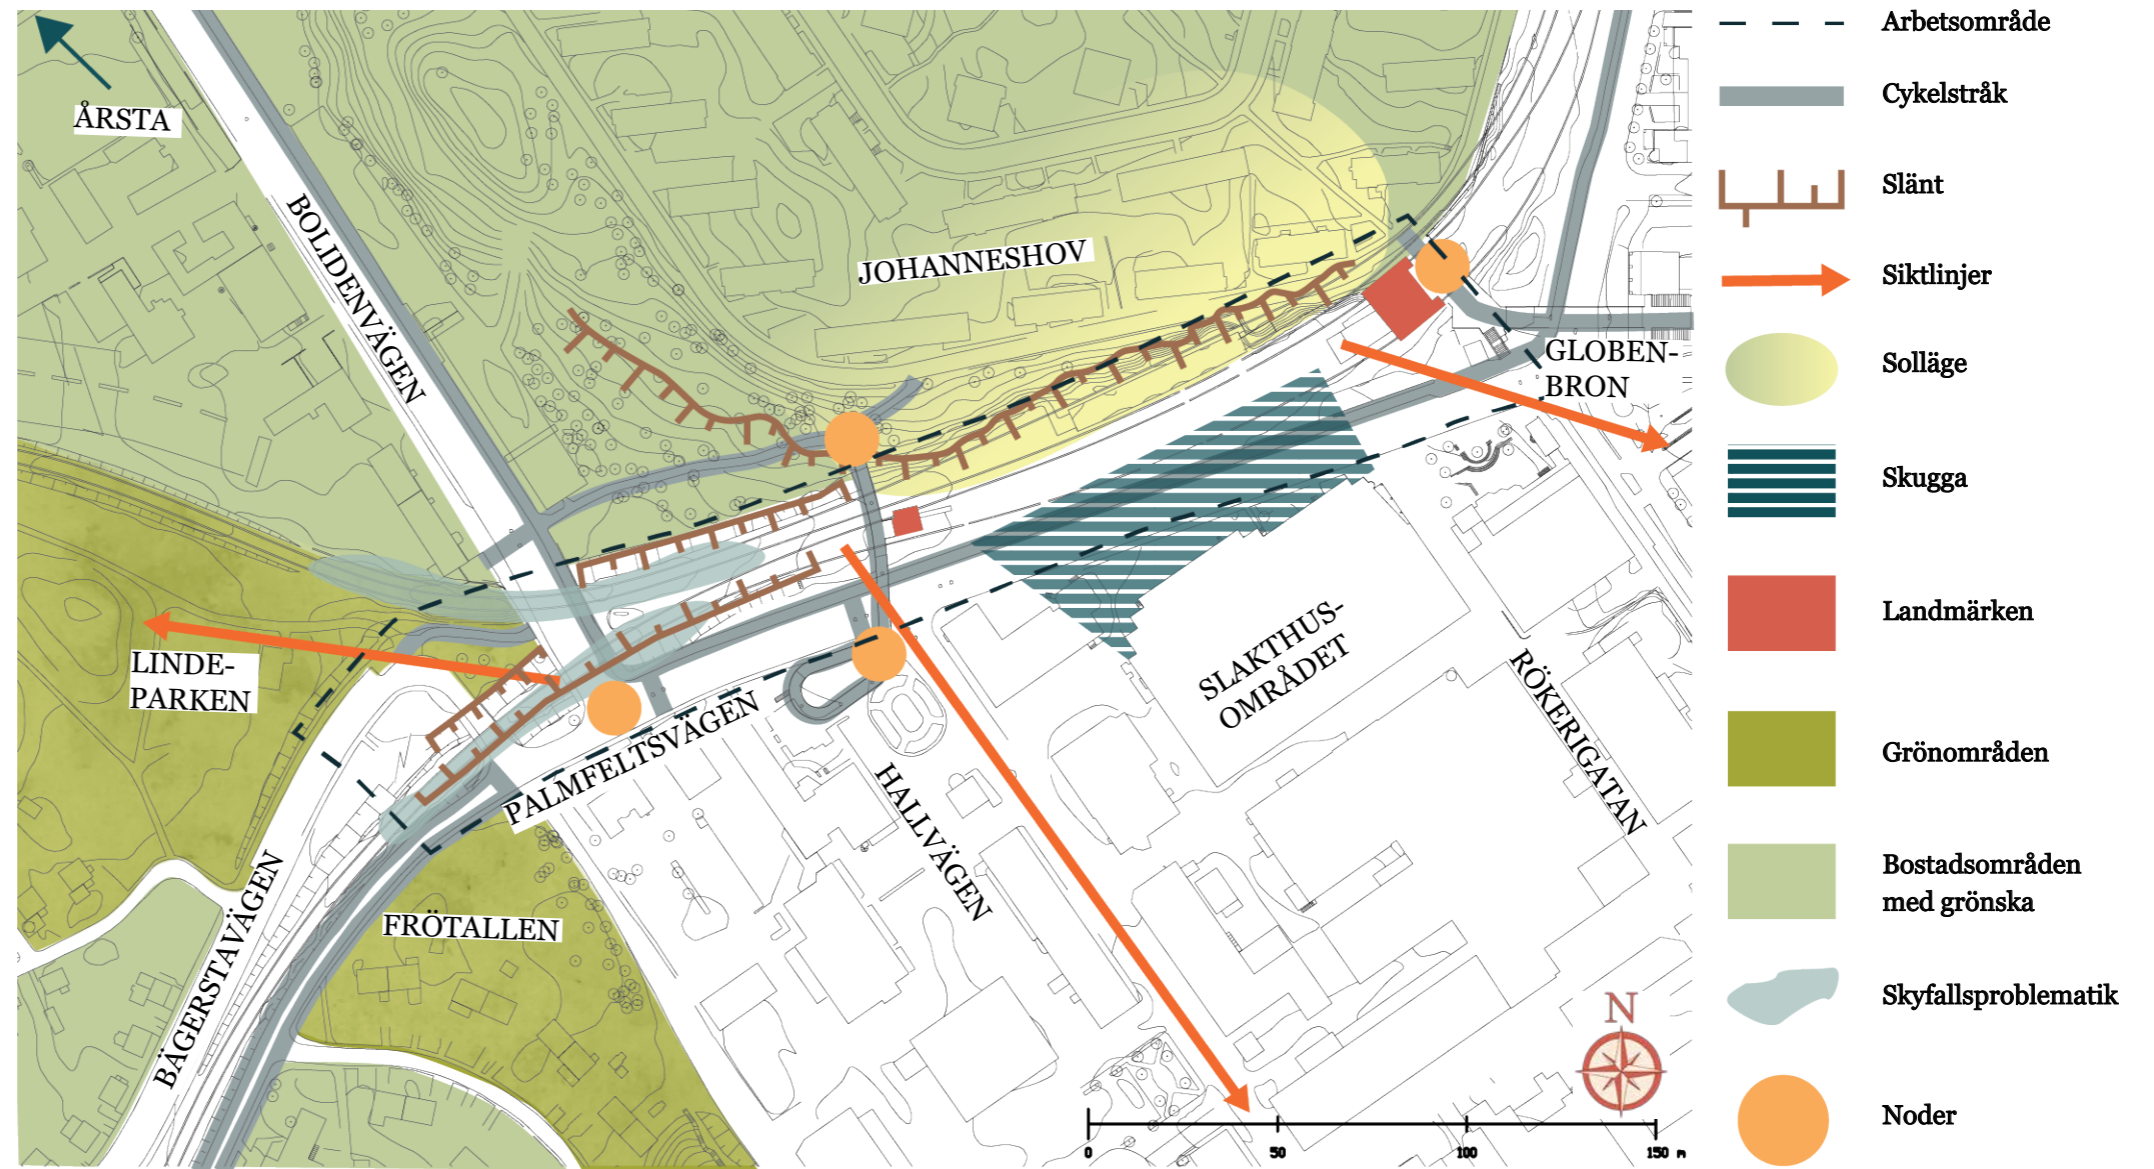 ÅRSTA
BOLIDENVÄGEN
JOHANNESHOV
GLOBEN-
BRON
LINDE-
PARKEN
SLAKTHUS-
OMRÅDET
RÖKERIGATAN
PALMFELTSVÄGEN
HALLVÄGEN
BÄGERSTAVÄGEN
FRÖTALLEN
N
0 50 100 150 m
Arbetsområde
Cykelstråk
Slänt
Siktlinjer
Solläge
Skugga
Landmärken
Grönområden
Bostadsområden
med grönska
Skyfallsproblematik
Noder